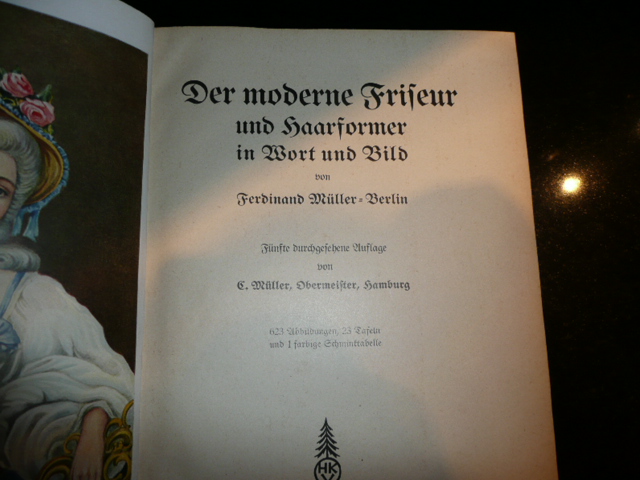 Der moderne Friseur
und Haarformer
in Wort und Bild
von
Ferdinand Müller-Berlin
Fünfte durchgesehene Auflage
von
C. Müller, Obermeister, Hamburg
623 Abbildungen, 23 Tafeln
und 1 farbige Schminktabelle
HK
V